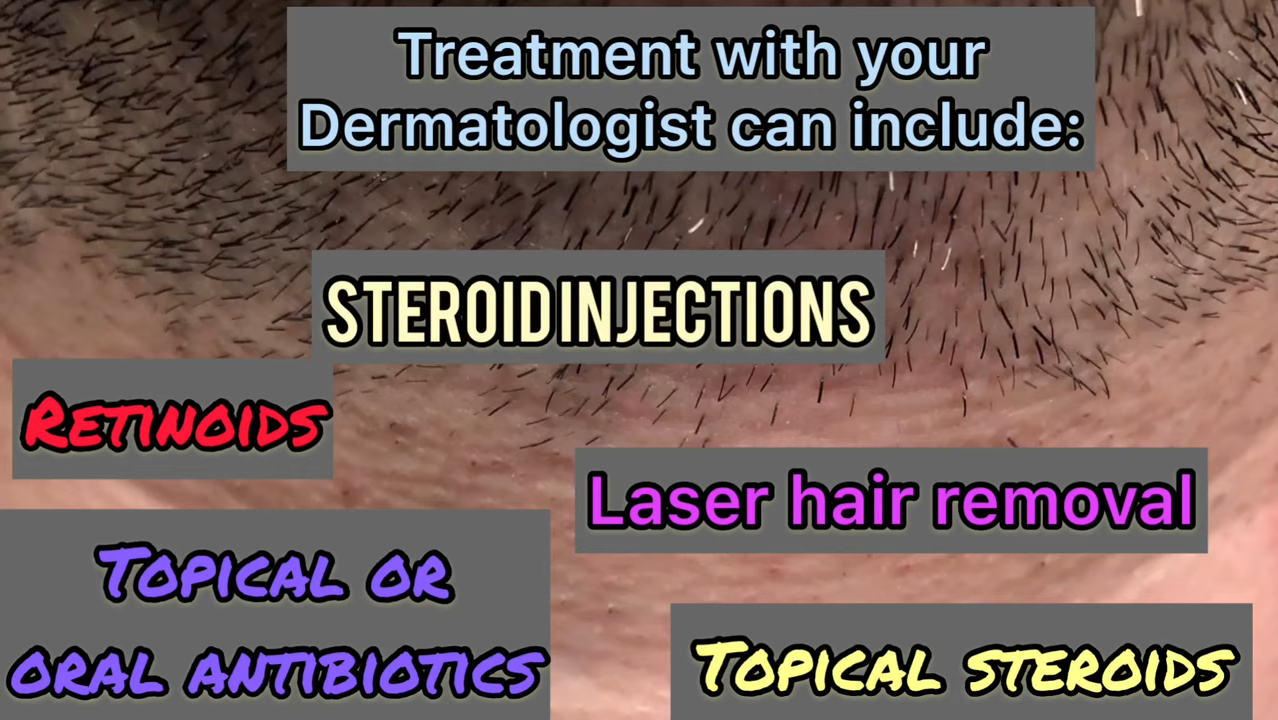 Treatment with your
Dermatologist can include:
STEROID INJECTIONS
RETINOIDS
Laser hair removal
TOPICAL OR
ORAL ANTIBIOTICS
TOPICAL STEROIDS